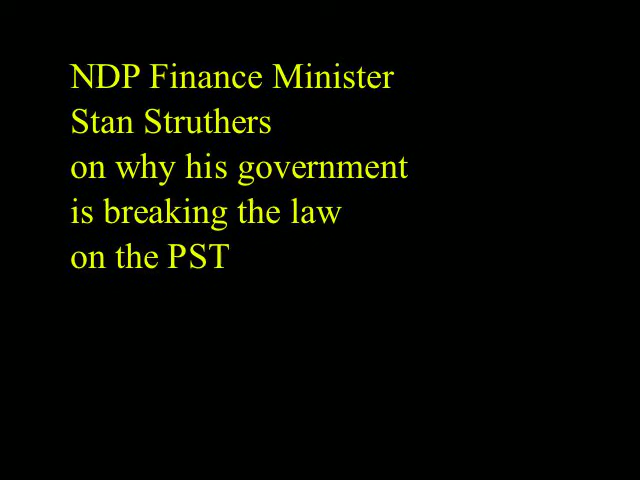 NDP Finance Minister
Stan Struthers
on why his government
is breaking the law
on the PST